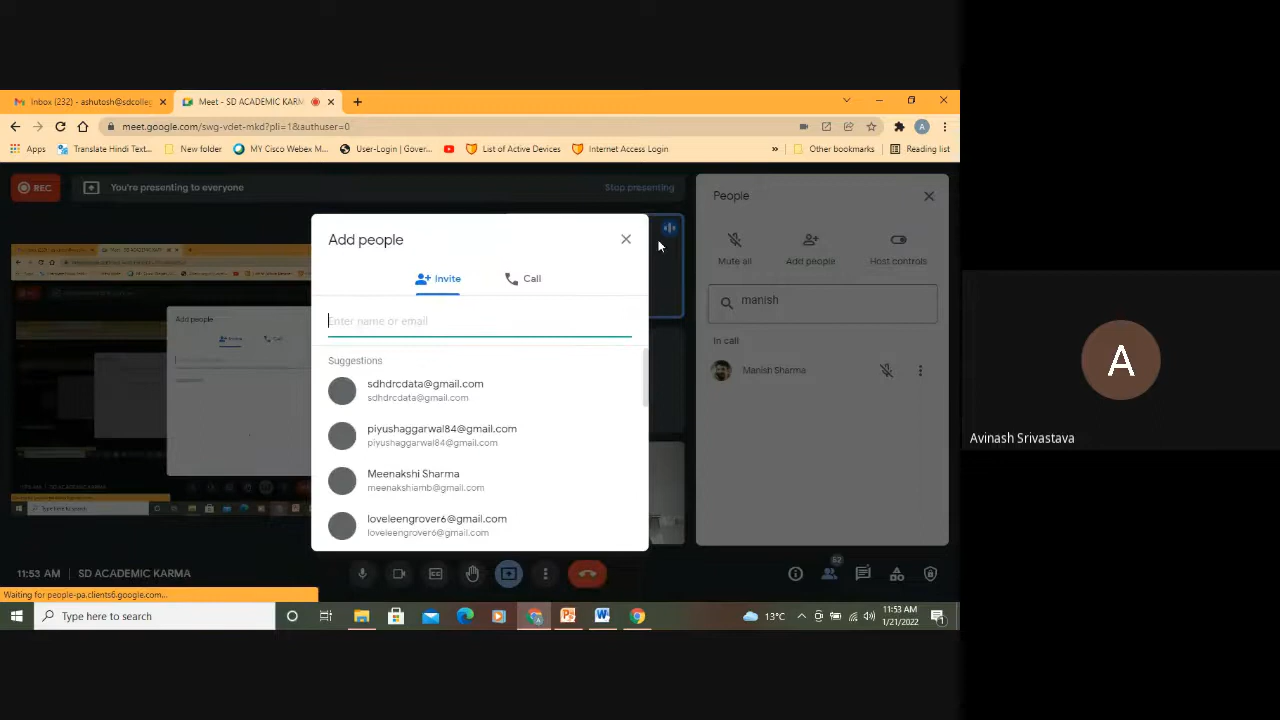 Inbox (232) - ashutosh@sdcolleg
Meet - SD ACADEMIC KARM
meet.google.com/swg-vdet-mkd?pli=1&authuser=0
Apps
Translate Hindi Text...
New folder
MY Cisco Webex M...
User-Login | Gover...
List of Active Devices
Internet Access Login
»
Other bookmarks
Reading list
REC
You're presenting to everyone
Stop presenting
People
Mute all
Add people
Host controls
manish
In call
Manish Sharma
Add people
Invite
Call
Enter name or email
Suggestions
sdhdrcdata@gmail.com
sdhdrcdata@gmail.com
piyushaggarwal84@gmail.com
piyushaggarwal84@gmail.com
Meenakshi Sharma
meenakshiamb@gmail.com
loveleengrover6@gmail.com
loveleengrover6@gmail.com
A
Avinash Srivastava
11:53 AM | SD ACADEMIC KARMA
52
Waiting for people-pa.clients6.google.com...
Type here to search
13°C
11:53 AM
1/21/2022